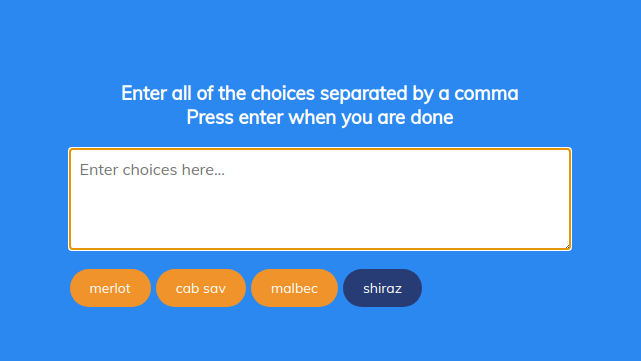 Enter all of the choices separated by a comma
Press enter when you are done
Enter choices here...
merlot cab sav malbec shiraz